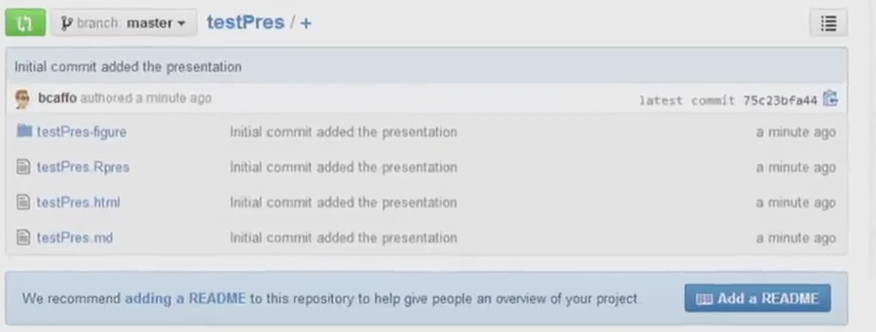 branch: master testPres / +
Initial commit added the presentation
bcaffo authored a minute ago latest commit 75c23bfa44
testPres-figure Initial commit added the presentation a minute ago
testPres.Rpres Initial commit added the presentation a minute ago
testPres.html Initial commit added the presentation a minute ago
testPres.md Initial commit added the presentation a minute ago
We recommend adding a README to this repository to help give people an overview of your project. Add a README